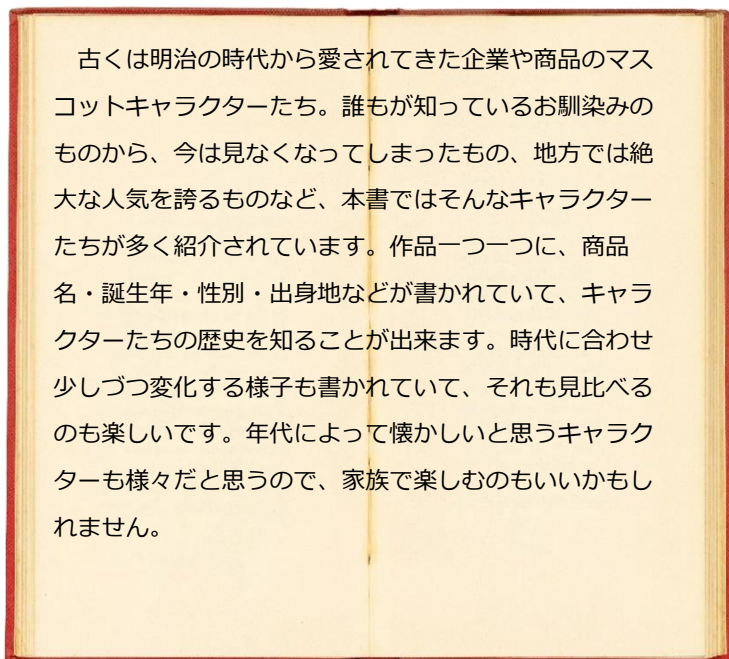 古くは明治の時代から愛されてきた企業や商品のマス
コットキャラクターたち。誰もが知っているお馴染みの
ものから、今は見なくなってしまったもの、地方では絶
大な人気を誇るものなど、本書ではそんなキャラクター
たちが多く紹介されています。作品一つ一つに、商品
名・誕生年・性別・出身地などが書かれていて、キャラ
クターたちの歴史を知ることが出来ます。時代に合わせ
少しづつ変化する様子も書かれていて、それも見比べる
のも楽しいです。年代によって懐かしいと思うキャラク
ターも様々だと思うので、家族で楽しむのもいいかもし
れません。